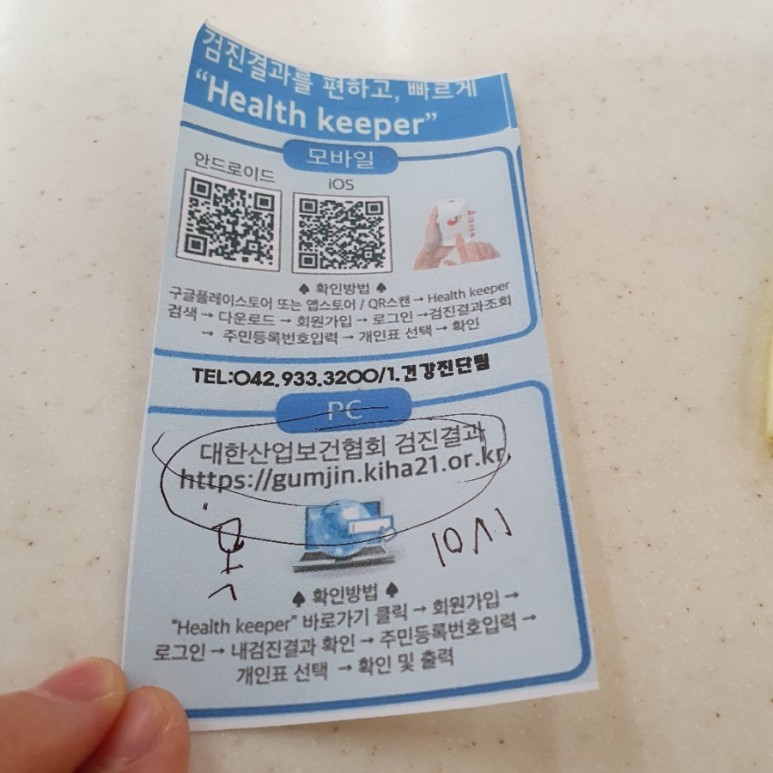 검진결과를 편하고, 빠르게
“Health keeper”
모바일
안드로이드
iOS
♠ 확인방법 ♠
구글플레이스토어 또는 앱스토어 / QR스캔 → Health keeper
검색 → 다운로드 → 회원가입 → 로그인 →검진결과조회
→ 주민등록번호입력 → 개인표 선택 → 확인
TEL:042.933.3200/1.건강진단팀
PC
대한산업보건협회 검진결과
https://gumjin.kiha21.or.kr
10시
♠ 확인방법 ♠
“Health keeper” 바로가기 클릭 → 회원가입 →
로그인 → 내검진결과 확인 → 주민등록번호입력 →
개인표 선택 → 확인 및 출력